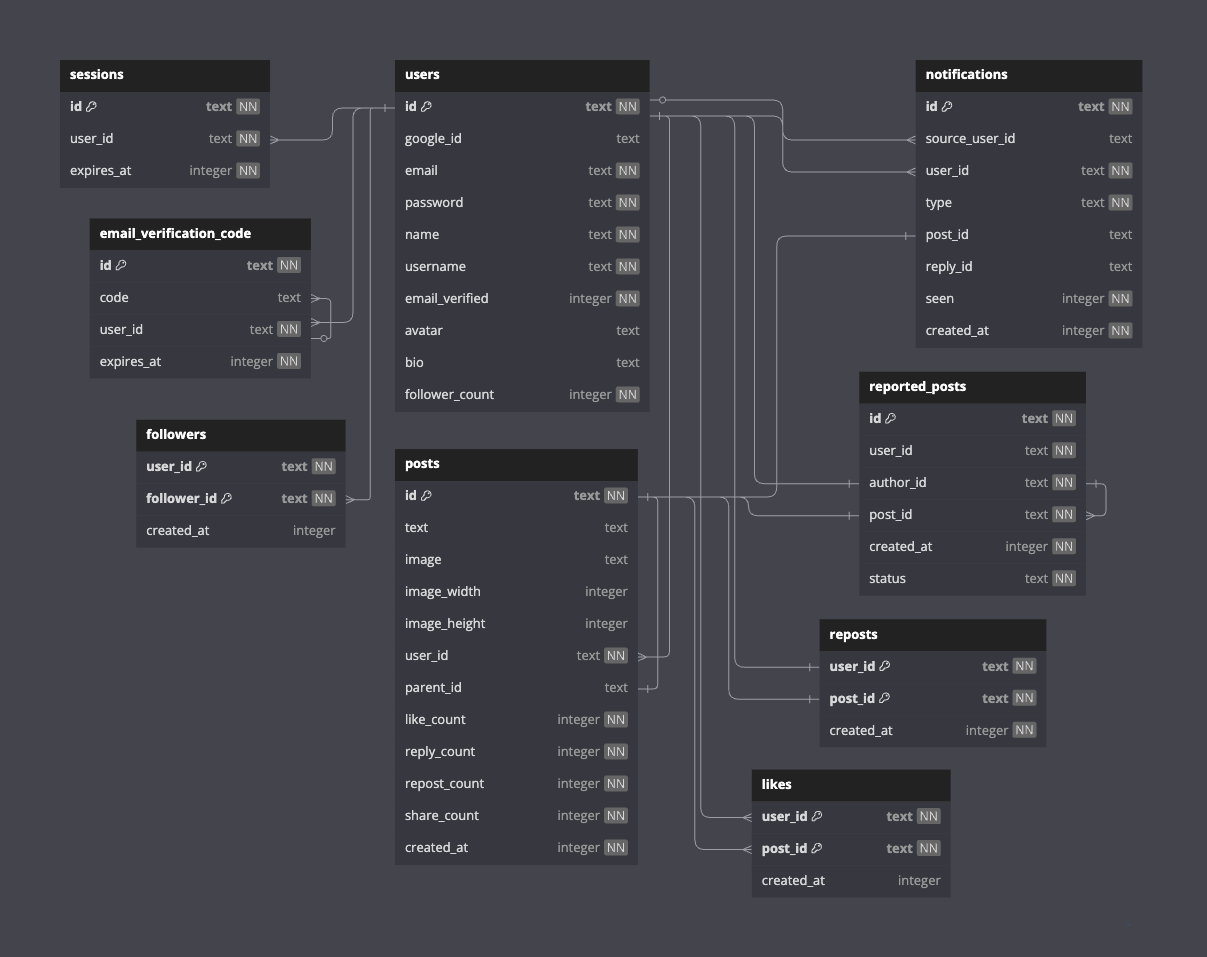 sessions
id text NN
user_id text NN
expires_at integer NN
email_verification_code
id text NN
code text
user_id text NN
expires_at integer NN
followers
user_id text NN
follower_id text NN
created_at integer
users
id text NN
google_id text
email text NN
password text NN
name text NN
username text NN
email_verified integer NN
avatar text
bio text
follower_count integer NN
posts
id text NN
text text
image text
image_width integer
image_height integer
user_id text NN
parent_id text
like_count integer NN
reply_count integer NN
repost_count integer NN
share_count integer NN
created_at integer NN
notifications
id text NN
source_user_id text
user_id text NN
type text NN
post_id text
reply_id text
seen integer NN
created_at integer NN
reported_posts
id text NN
user_id text NN
author_id text NN
post_id text NN
created_at integer NN
status text NN
reposts
user_id text NN
post_id text NN
created_at integer NN
likes
user_id text NN
post_id text NN
created_at integer